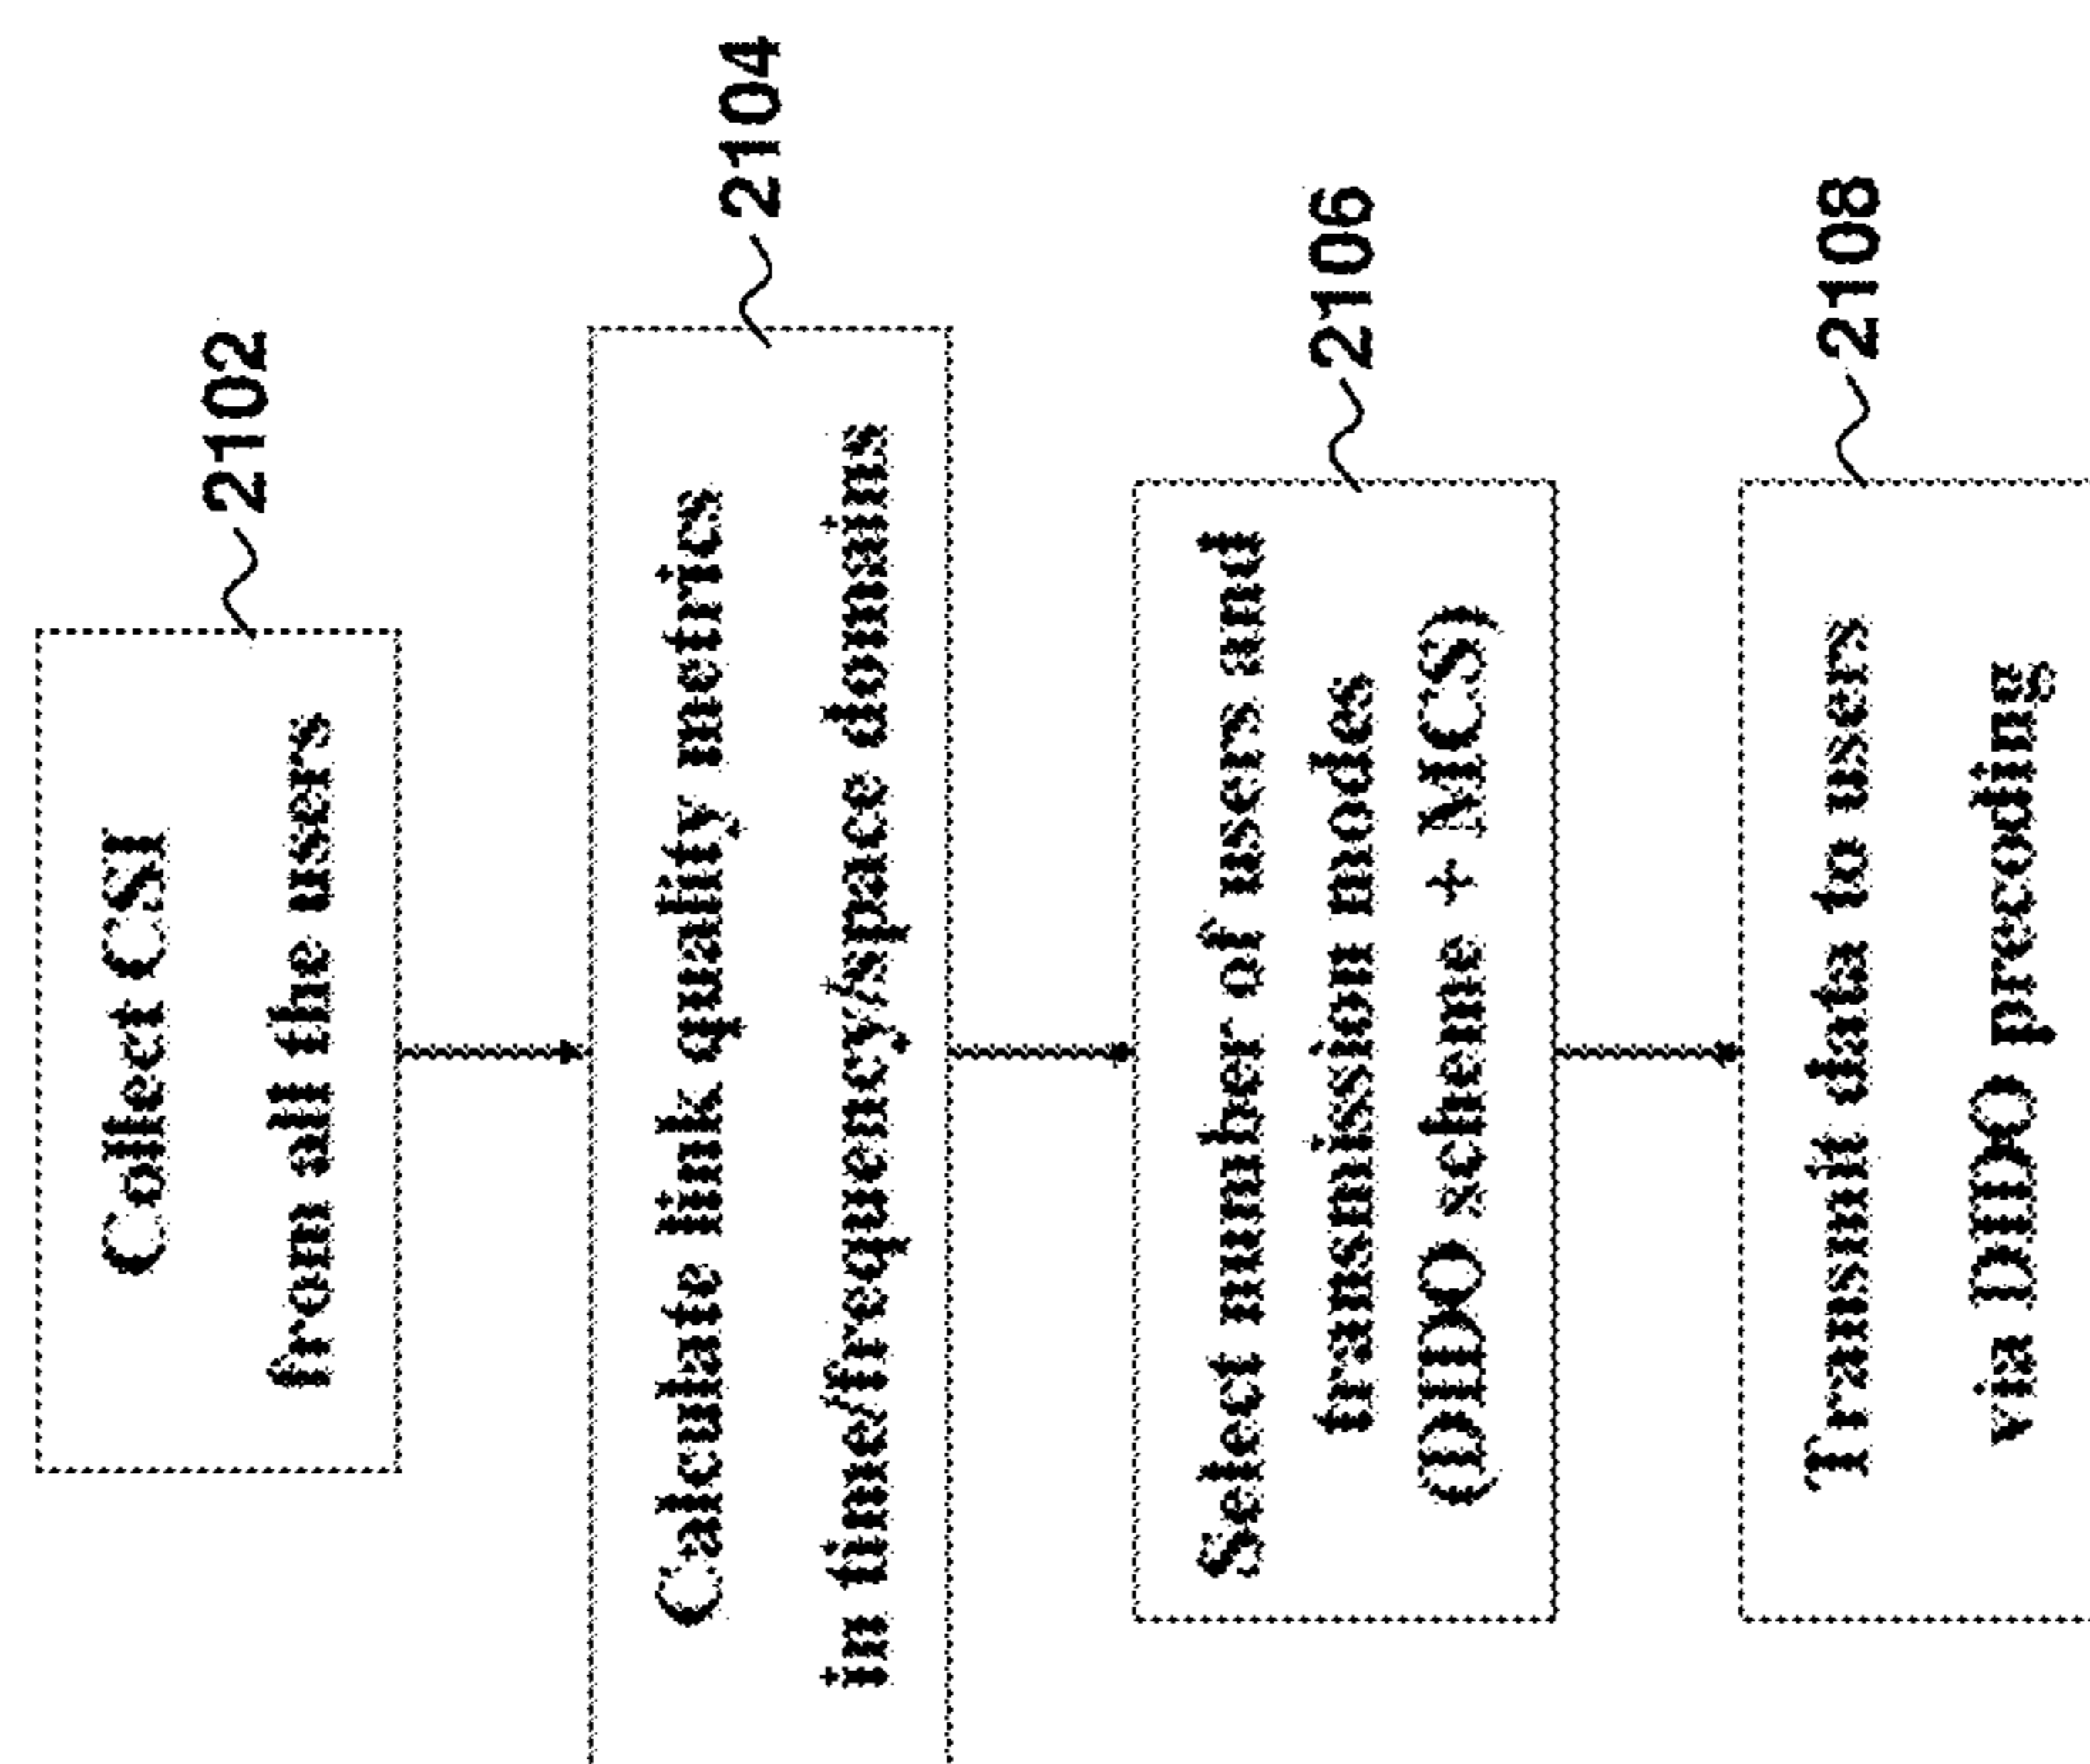 Collect CSI
from all the users
2102
Calculate link quality metrics
in time/frequency/space domains
2104
Select number of users and
transmission modes
(DIDO scheme + MCS)
2106
Transmit data to users
via DIDO precoding
2108